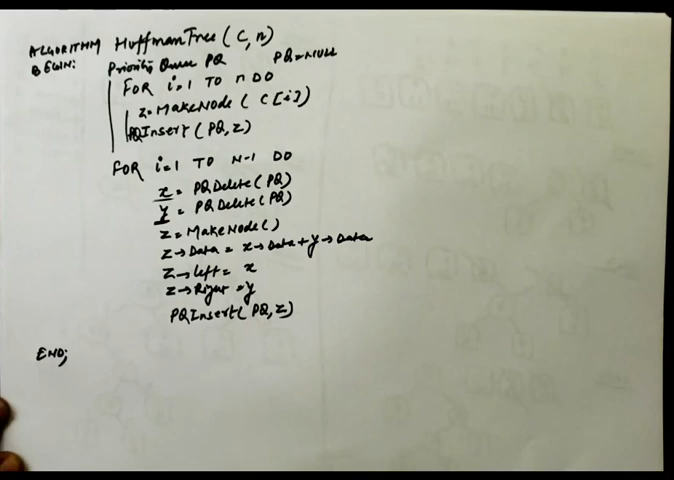 ALGORITHM HuffmanTree ( C, n)
BEGIN: Priority Queue PQ PQ=NULL
FOR i=1 TO n DO
z= MakeNode ( C[i])
PQInsert ( PQ, z)
FOR i=1 TO N-1 DO
x = PQDelete(PQ)
y = PQDelete(PQ)
z= MakeNode()
z→Data = x→Data+y→Data
z→Left= x
z→Right =y
PQInsert( PQ, z)
END;